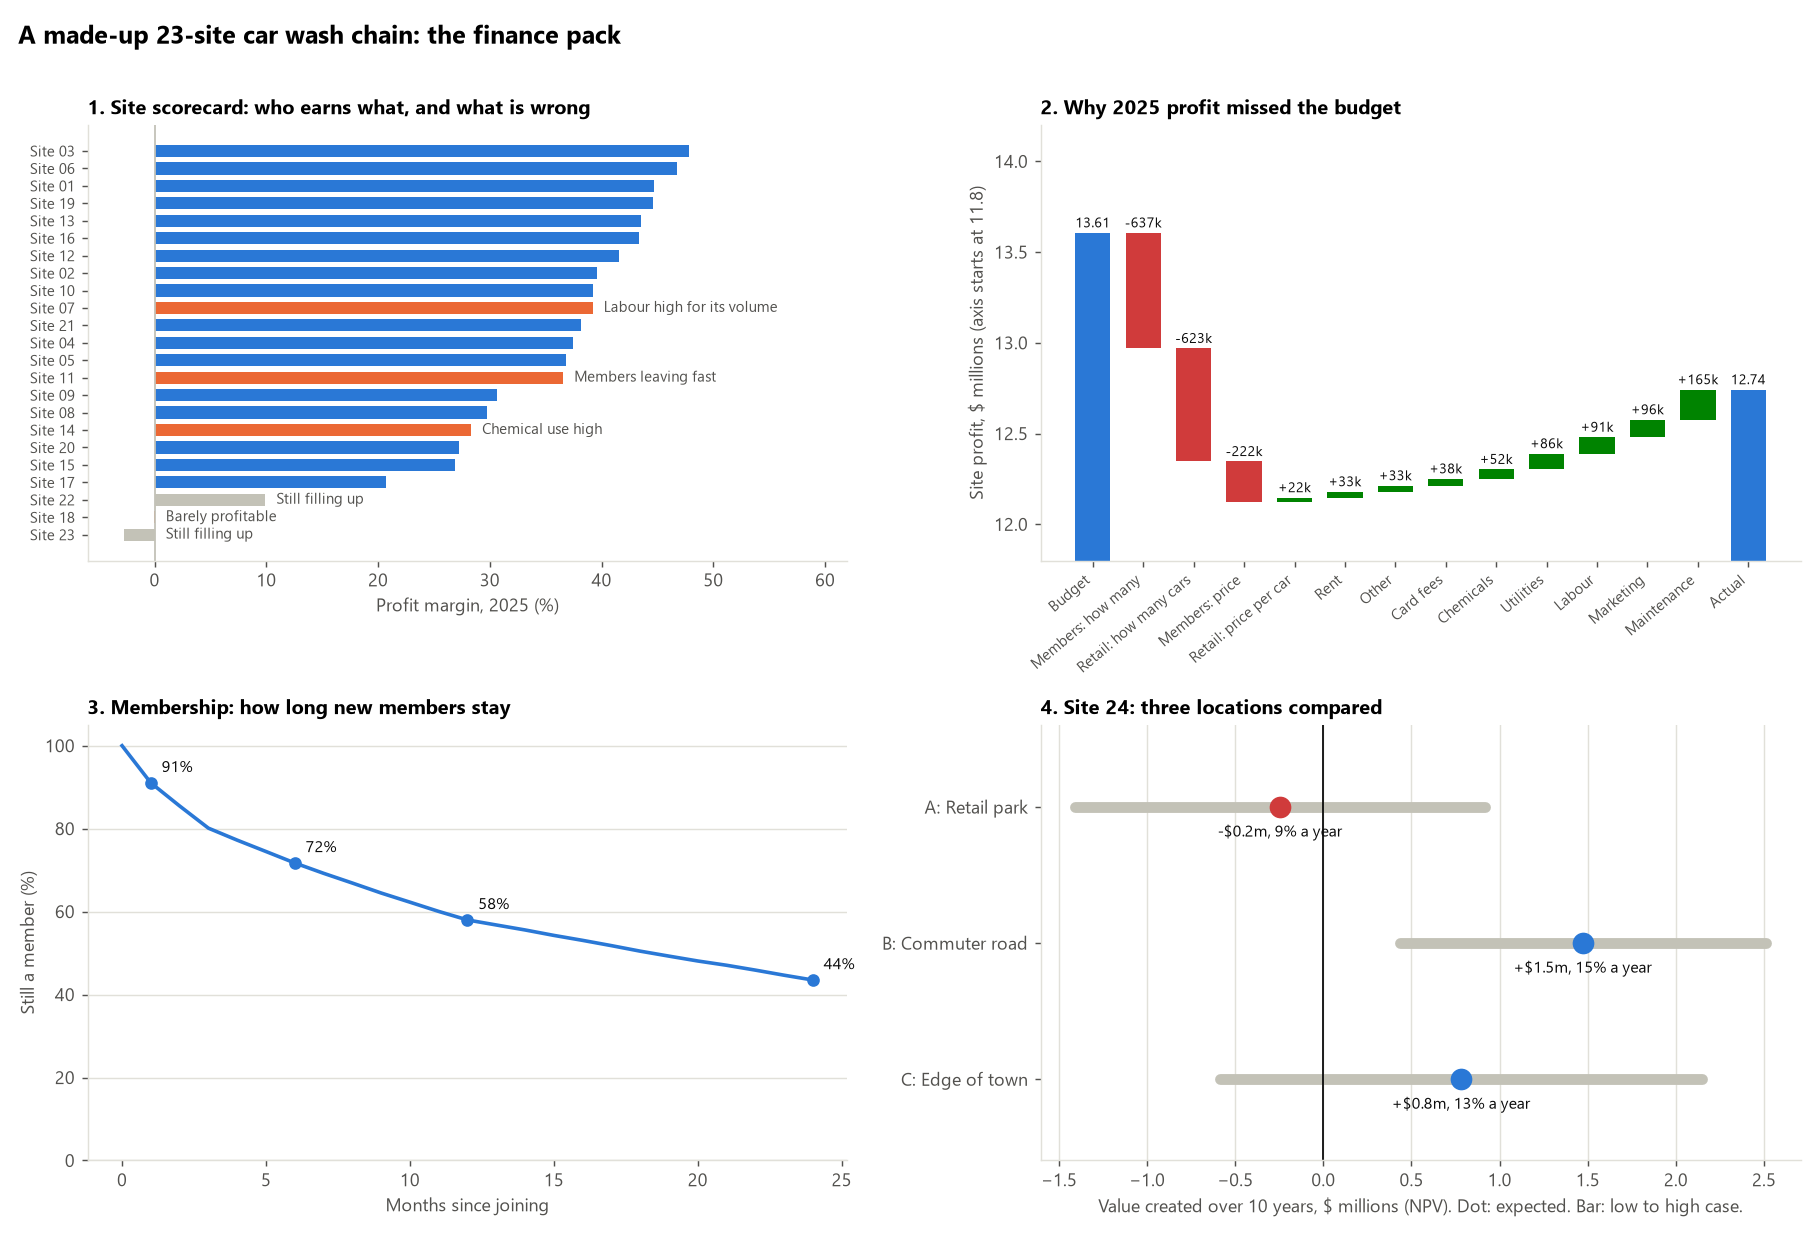 A made-up 23-site car wash chain: the finance pack
1. Site scorecard: who earns what, and what is wrong
Site 03
Site 06
Site 01
Site 19
Site 13
Site 16
Site 12
Site 02
Site 10
Site 07
Labour high for its volume
Site 21
Site 04
Site 05
Site 11
Members leaving fast
Site 09
Site 08
Site 14
Chemical use high
Site 20
Site 15
Site 17
Site 22
Still filling up
Site 18
Barely profitable
Site 23
Still filling up
0
10
20
30
40
50
60
Profit margin, 2025 (%)
2. Why 2025 profit missed the budget
Site profit, $ millions (axis starts at 11.8)
14.0
13.5
13.0
12.5
12.0
13.61
-637k
-623k
-222k
+22k
+33k
+33k
+38k
+52k
+86k
+91k
+96k
+165k
12.74
Budget
Members: how many
Retail: how many cars
Members: price
Retail: price per car
Rent
Other
Card fees
Chemicals
Utilities
Labour
Marketing
Maintenance
Actual
3. Membership: how long new members stay
Still a member (%)
100
80
60
40
20
0
91%
72%
58%
44%
0
5
10
15
20
25
Months since joining
4. Site 24: three locations compared
A: Retail park
-$0.2m, 9% a year
B: Commuter road
+$1.5m, 15% a year
C: Edge of town
+$0.8m, 13% a year
−1.5
−1.0
−0.5
0.0
0.5
1.0
1.5
2.0
2.5
Value created over 10 years, $ millions (NPV). Dot: expected. Bar: low to high case.